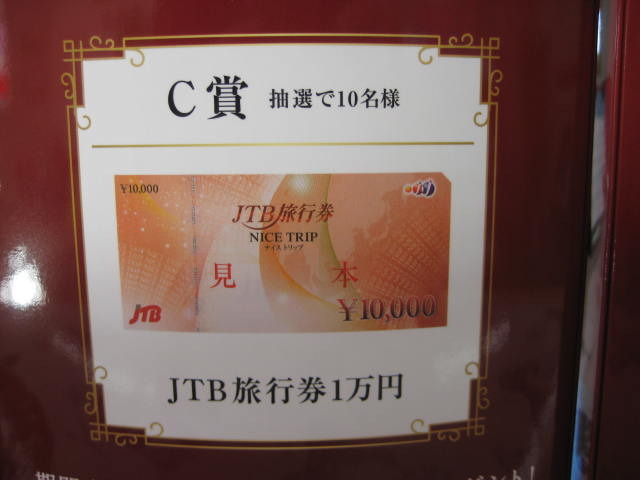 C賞 抽選で10名様
¥10,000
JTB旅行券
NICE TRIP
ナイストリップ
見本
¥10,000
JTB
JTB旅行券1万円